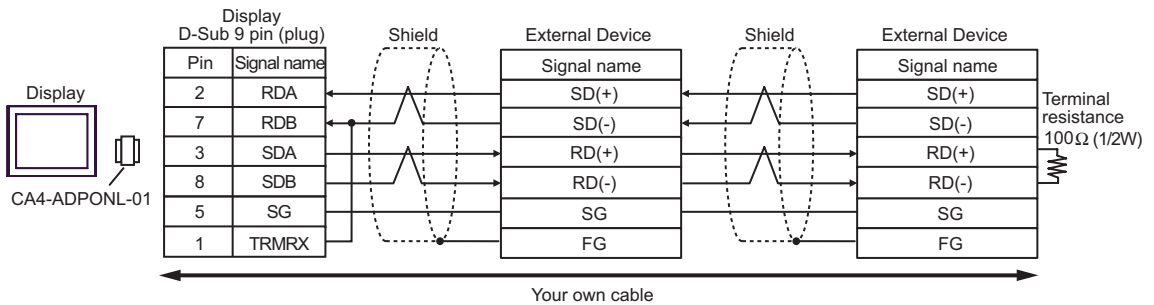 Display
D-Sub 9 pin (plug)
Shield
External Device
Shield
External Device
Pin
Signal name
Signal name
Signal name
Display
2
RDA
SD(+)
SD(+)
Terminal
resistance
100Ω (1/2W)
7
RDB
SD(-)
SD(-)
3
SDA
RD(+)
RD(+)
8
SDB
RD(-)
RD(-)
CA4-ADPONL-01
5
SG
SG
SG
1
TRMRX
FG
FG
Your own cable